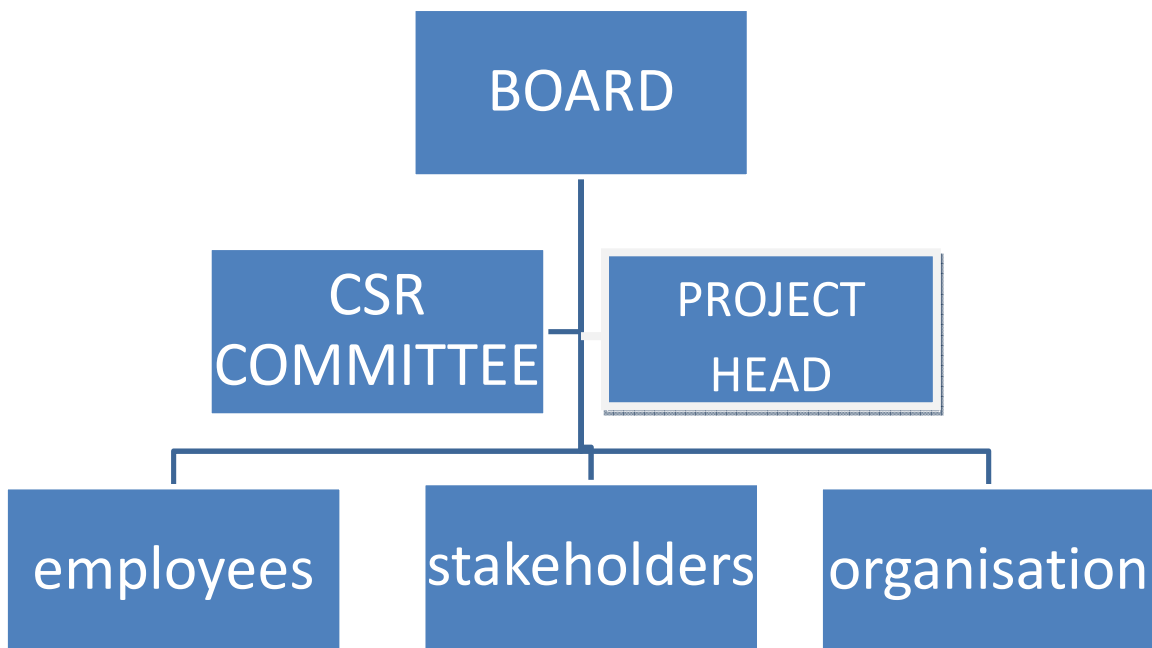 BOARD
CSR
COMMITTEE
PROJECT
HEAD
employees
stakeholders
organisation